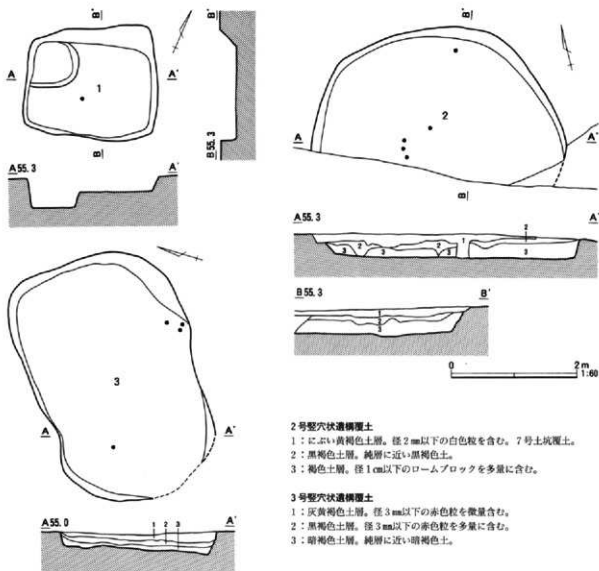 B'
A
1
A'
B
A 55.3
A'
B'
B 55.3
B'
2
A
A'
B
A 55.3
A'
2
1
2
2
3
3
3
3
B 55.3
B'
1
2
3
0
2m
1:60
3
A
A'
A 55.0
1
2
3
A'
2号竪穴状遺構覆土
1:にぶい黄褐色土層。径2mm以下の白色粒を含む。7号土坑覆土。
2:黒褐色土層。純層に近い黒褐色土。
3:褐色土層。径1cm以下のロームブロックを多量に含む。
3号竪穴状遺構覆土
1:灰黄褐色土層。径3mm以下の赤色粒を微量含む。
2:黒褐色土層。径3mm以下の赤色粒を多量に含む。
3:暗褐色土層。純層に近い暗褐色土。